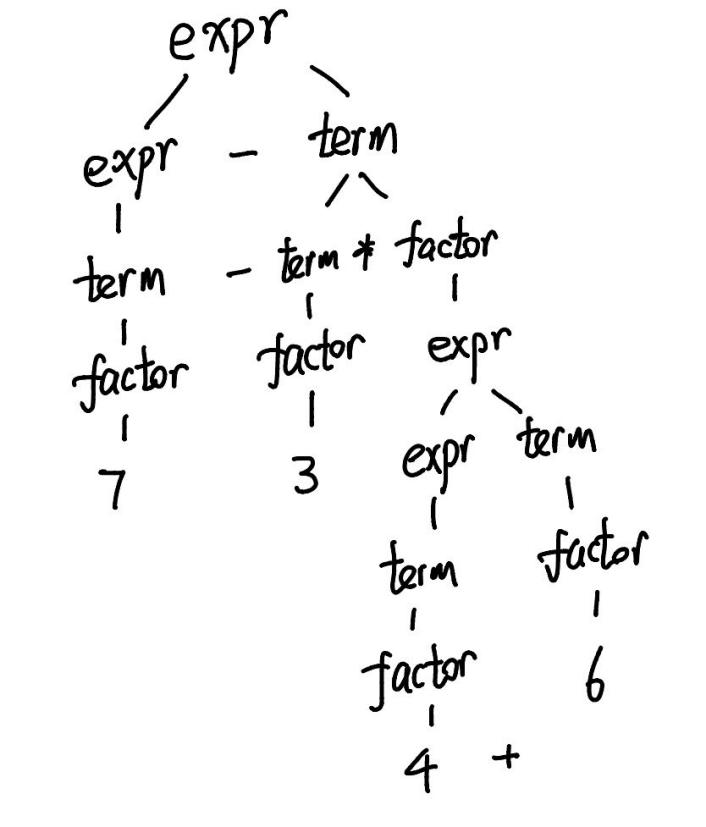 expr
expr - term
term - term * factor
factor factor expr
7 3 expr term
term factor
factor 6
4 +